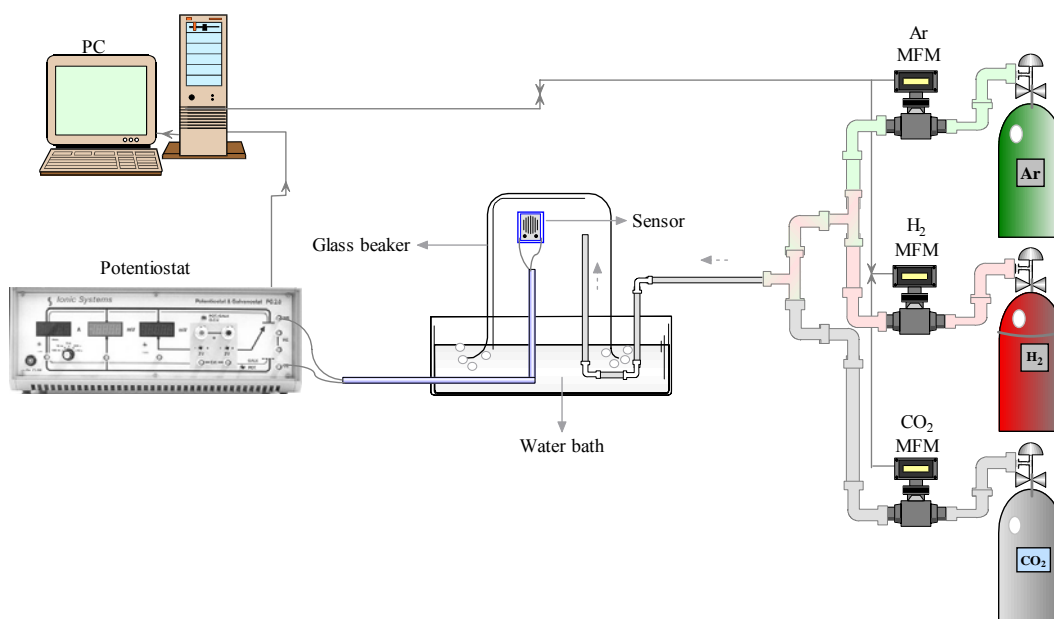 PC
Ar
MFM
Ar
Sensor
Glass beaker
H₂
MFM
Potentiostat
Ionic Systems
Potentiostat & Galvanostat
H₂
Water bath
CO₂
MFM
CO₂